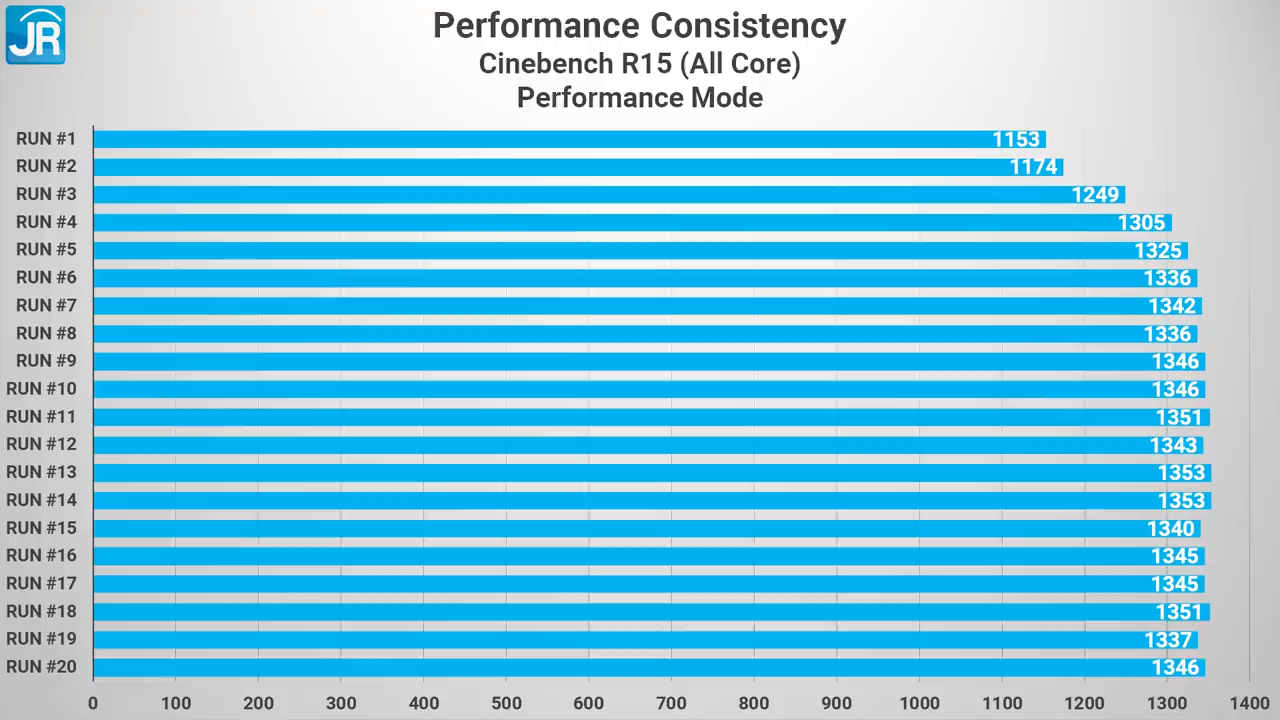 JR
Performance Consistency
Cinebench R15 (All Core)
Performance Mode
RUN #1 1153
RUN #2 1174
RUN #3 1249
RUN #4 1305
RUN #5 1325
RUN #6 1336
RUN #7 1342
RUN #8 1336
RUN #9 1346
RUN #10 1346
RUN #11 1351
RUN #12 1343
RUN #13 1353
RUN #14 1353
RUN #15 1340
RUN #16 1345
RUN #17 1345
RUN #18 1351
RUN #19 1337
RUN #20 1346
0 100 200 300 400 500 600 700 800 900 1000 1100 1200 1300 1400